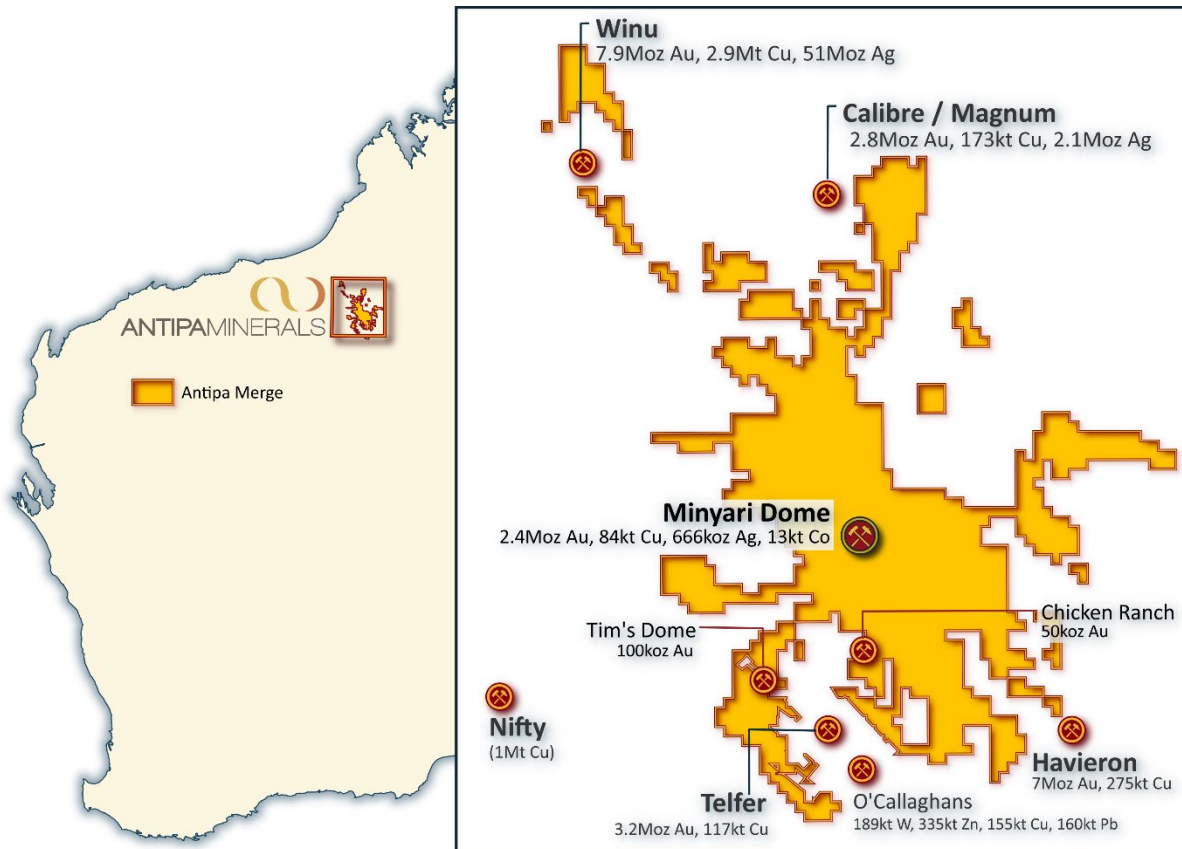 ANTIPAMINERALS
Antipa Merge
Winu
7.9Moz Au, 2.9Mt Cu, 51Moz Ag
Calibre / Magnum
2.8Moz Au, 173kt Cu, 2.1Moz Ag
Minyari Dome
2.4Moz Au, 84kt Cu, 666koz Ag, 13kt Co
Tim's Dome
100koz Au
Chicken Ranch
50koz Au
Nifty
(1Mt Cu)
Telfer
3.2Moz Au, 117kt Cu
O'Callaghans
189kt W, 335kt Zn, 155kt Cu, 160kt Pb
Havieron
7Moz Au, 275kt Cu